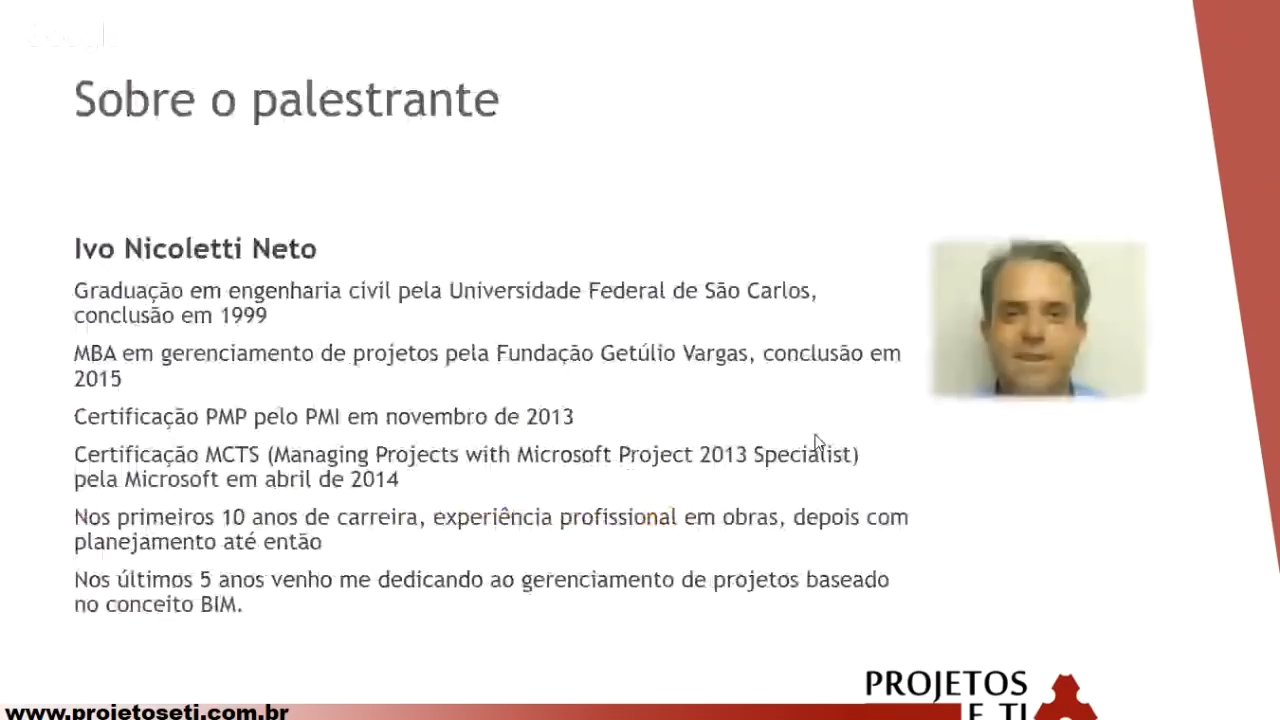 Sobre o palestrante
Ivo Nicoletti Neto
Graduação em engenharia civil pela Universidade Federal de São Carlos,
conclusão em 1999
MBA em gerenciamento de projetos pela Fundação Getúlio Vargas, conclusão em
2015
Certificação PMP pelo PMI em novembro de 2013
Certificação MCTS (Managing Projects with Microsoft Project 2013 Specialist)
pela Microsoft em abril de 2014
Nos primeiros 10 anos de carreira, experiência profissional em obras, depois com
planejamento até então
Nos últimos 5 anos venho me dedicando ao gerenciamento de projetos baseado
no conceito BIM.
PROJETOS
E TI
www.projetoseti.com.br